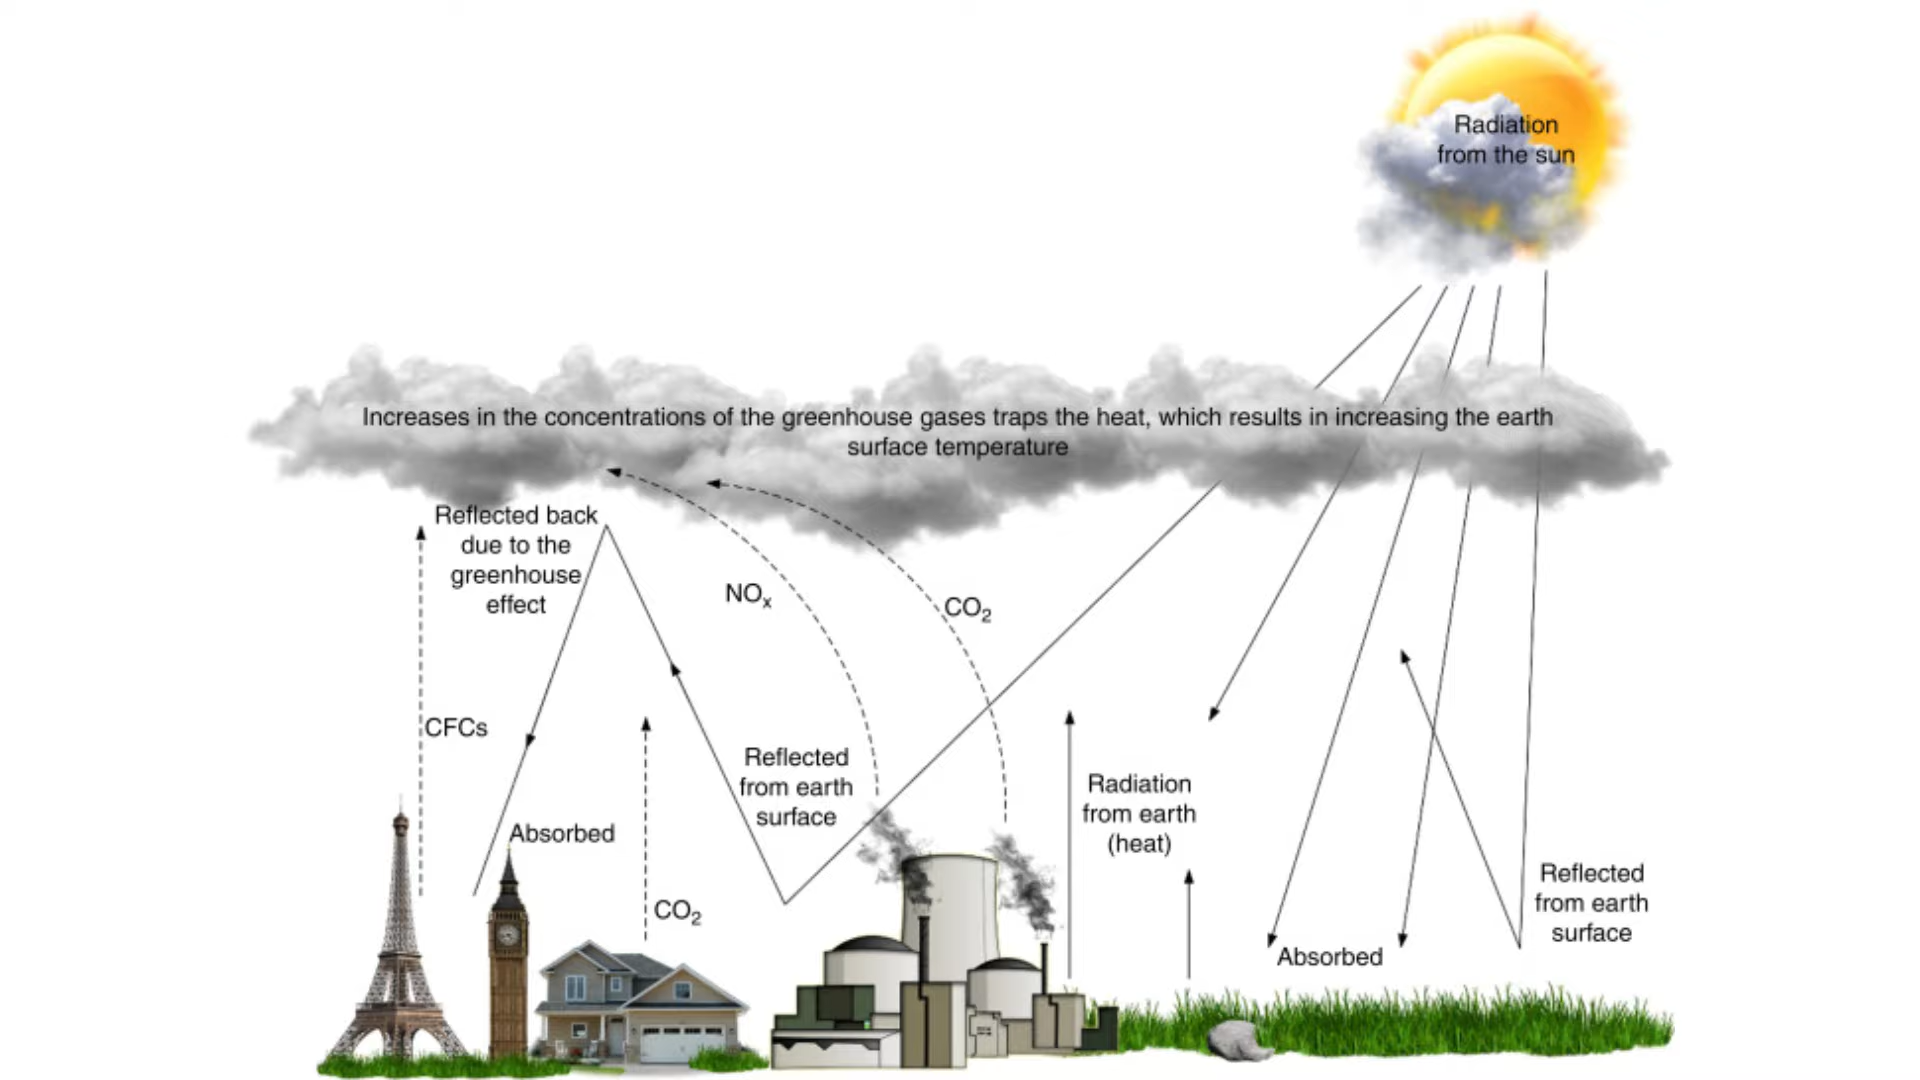 Radiation
from the sun
Increases in the concentrations of the greenhouse gases traps the heat, which results in increasing the earth
surface temperature
Reflected back
due to the
greenhouse
effect
NOx
CO2
CFCs
Reflected
from earth
surface
Radiation
from earth
(heat)
Absorbed
CO2
Reflected
from earth
surface
Absorbed